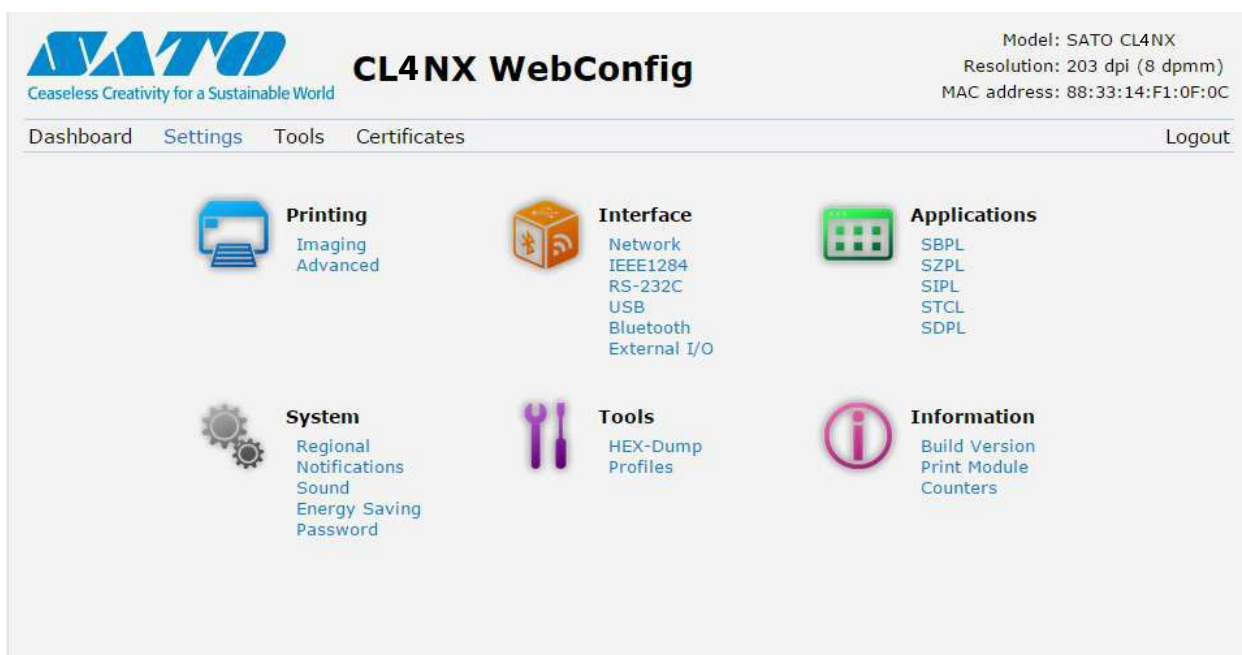 SATO
Ceaseless Creativity for a Sustainable World
CL4NX WebConfig
Model: SATO CL4NX
Resolution: 203 dpi (8 dpmm)
MAC address: 88:33:14:F1:0F:0C
Dashboard Settings Tools Certificates Logout
Printing
Imaging
Advanced
Interface
Network
IEEE1284
RS-232C
USB
Bluetooth
External I/O
Applications
SBPL
SZPL
SIPL
STCL
SDPL
System
Regional
Notifications
Sound
Energy Saving
Password
Tools
HEX-Dump
Profiles
Information
Build Version
Print Module
Counters